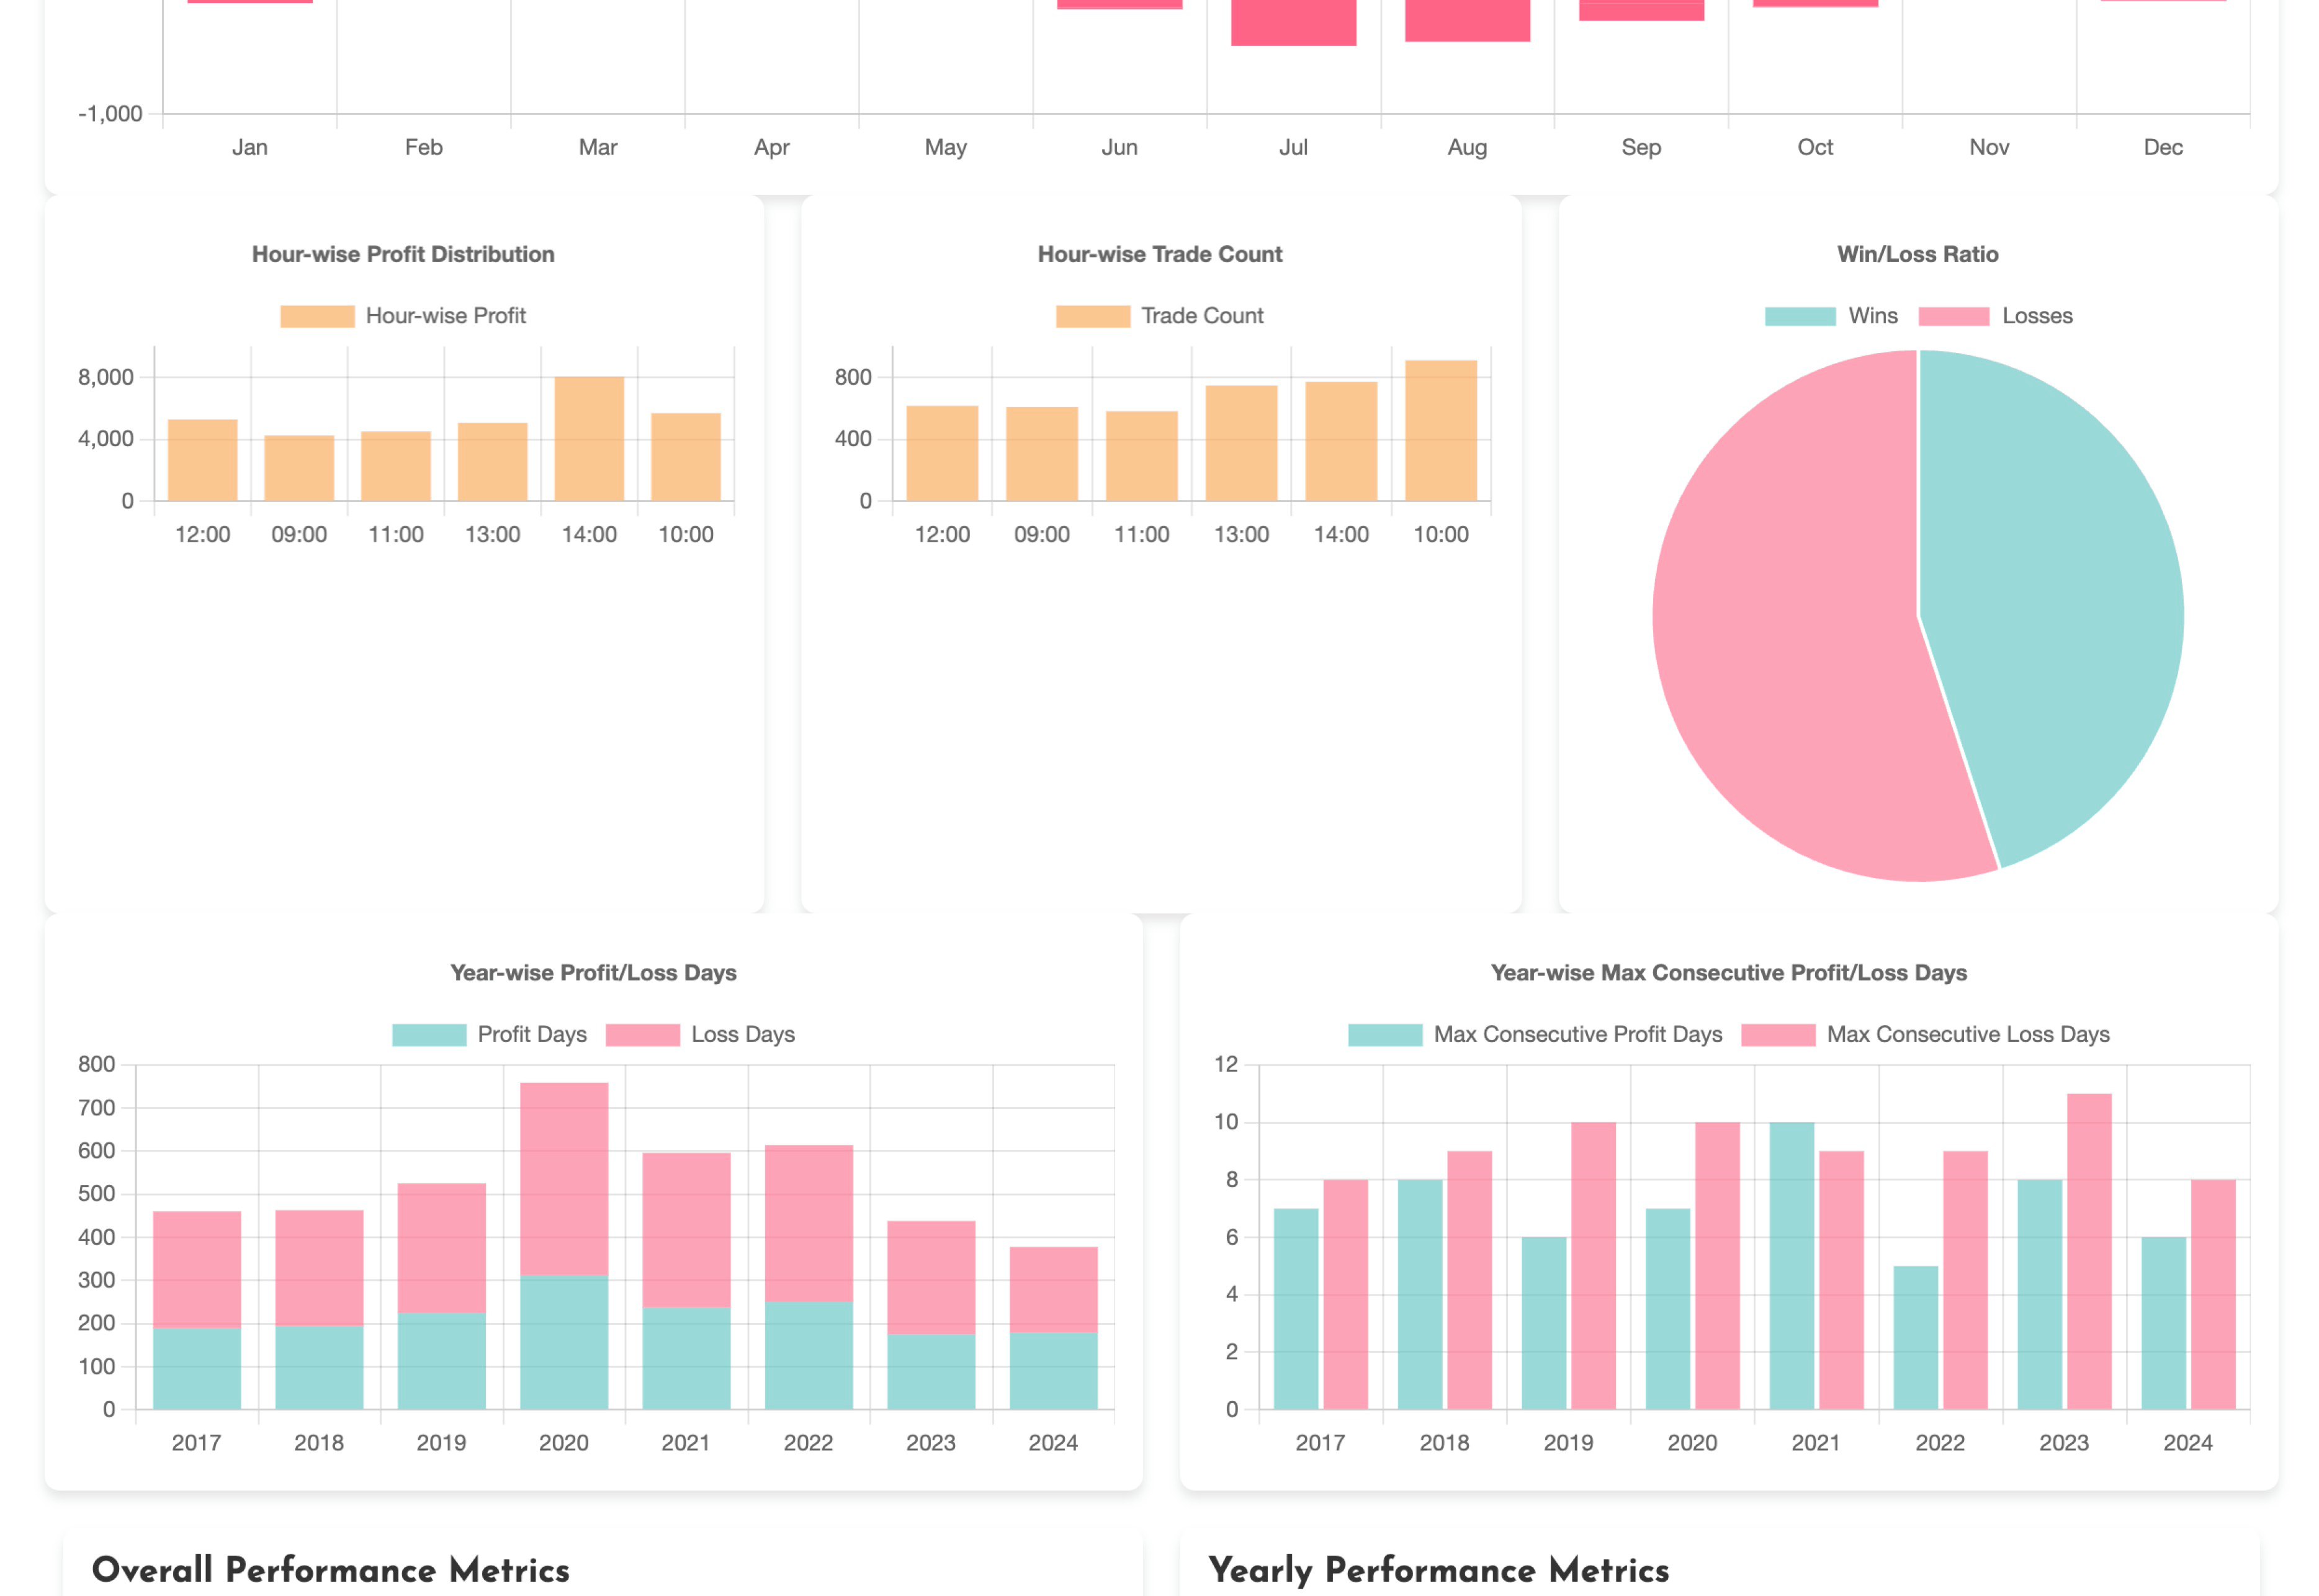 -1,000
Jan Feb Mar Apr May Jun Jul Aug Sep Oct Nov Dec
Hour-wise Profit Distribution
Hour-wise Profit
8,000
4,000
0
12:00 09:00 11:00 13:00 14:00 10:00
Hour-wise Trade Count
Trade Count
800
400
0
12:00 09:00 11:00 13:00 14:00 10:00
Win/Loss Ratio
Wins Losses
Year-wise Profit/Loss Days
Profit Days Loss Days
800
700
600
500
400
300
200
100
0
2017 2018 2019 2020 2021 2022 2023 2024
Year-wise Max Consecutive Profit/Loss Days
Max Consecutive Profit Days Max Consecutive Loss Days
12
10
8
6
4
2
0
2017 2018 2019 2020 2021 2022 2023 2024
Overall Performance Metrics
Yearly Performance Metrics